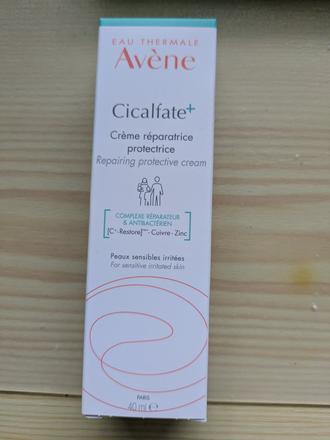 EAU THERMALE
Avène
Cicalfate+
Crème réparatrice
protectrice
Repairing protective cream
COMPLEXE RÉPARATEUR
& ANTIBACTÉRIEN
[C+-Restore]™ - Cuivre - Zinc
Peaux sensibles irritées
For sensitive irritated skin
PARIS
40 ml ℮